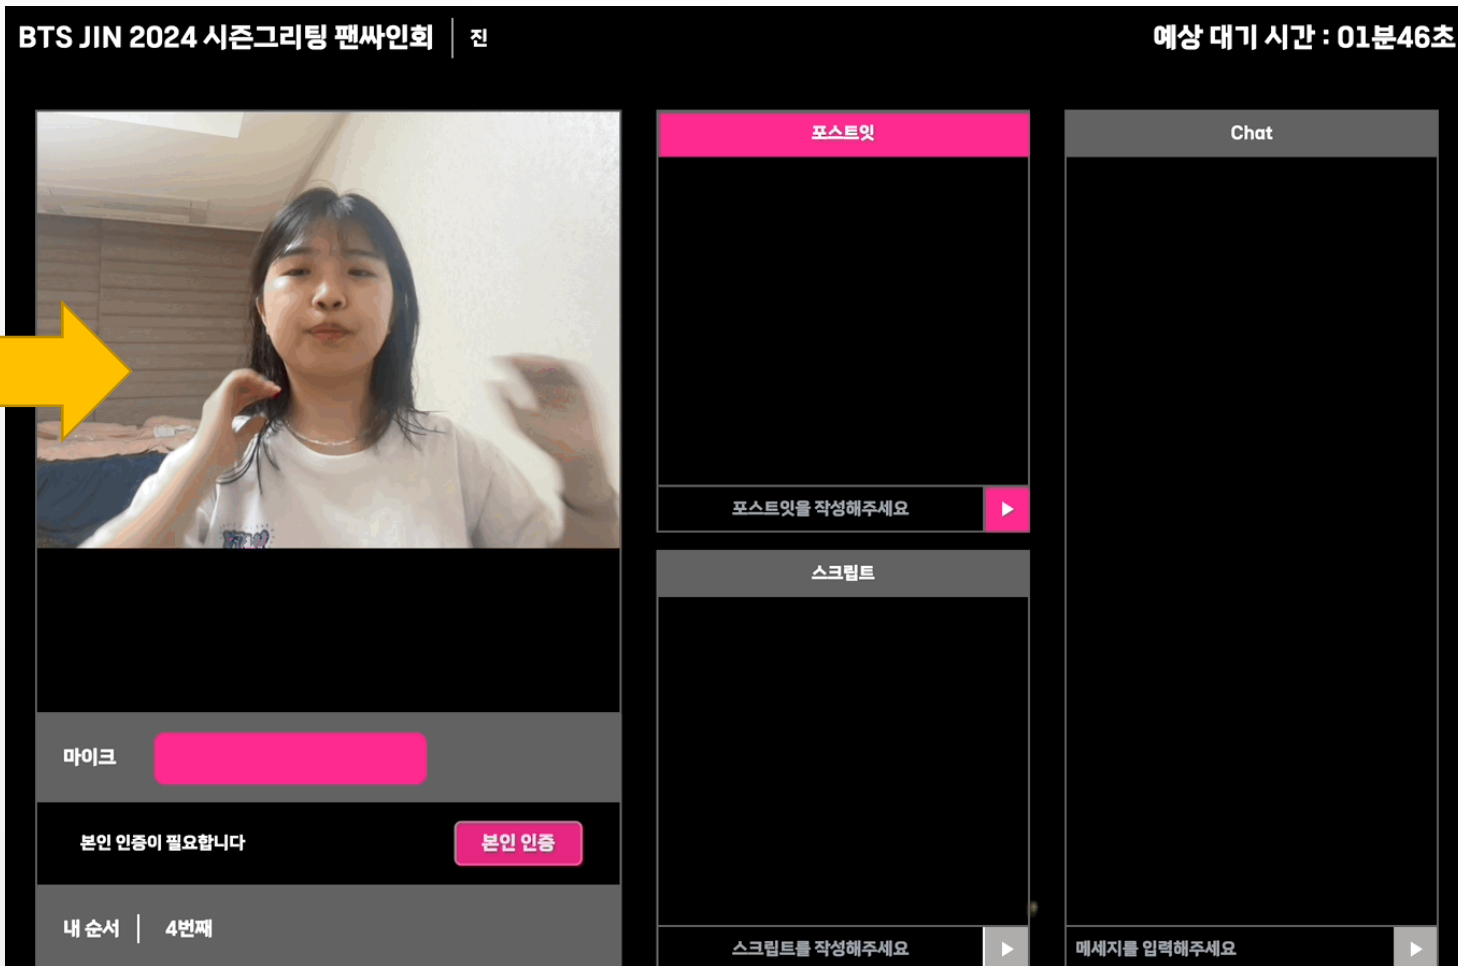 BTS JIN 2024 시즌그리팅 팬싸인회 진
예상 대기 시간 : 01분46초
마이크
본인 인증이 필요합니다
본인 인증
내 순서 4번째
포스트잇
포스트잇을 작성해주세요
스크립트
스크립트를 작성해주세요
Chat
메세지를 입력해주세요